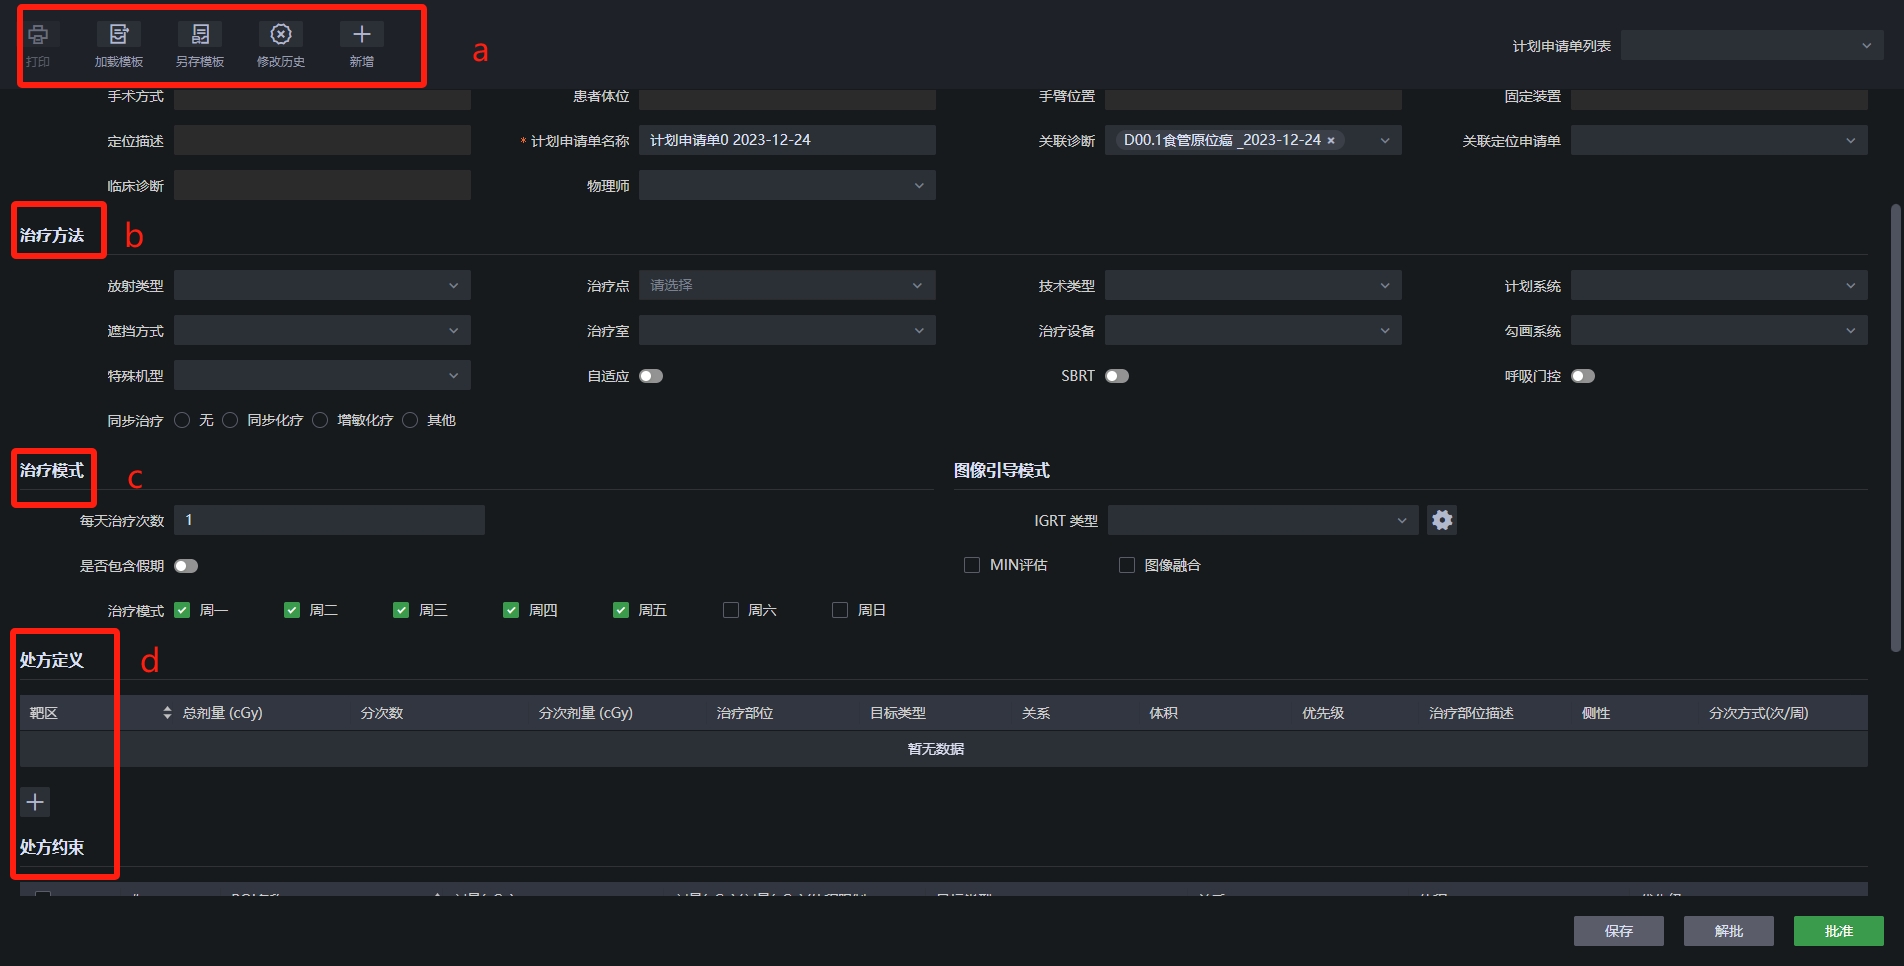 打印 加载模板 另存模板 修改历史 新增 a 计划申请单列表
手术方式 患者体位 手臂位置 固定装置
定位描述 * 计划申请单名称 计划申请单0 2023-12-24 关联诊断 D00.1食管原位癌 _2023-12-24 × 关联定位申请单
临床诊断 物理师
治疗方法 b
放射类型 治疗点 请选择 技术类型 计划系统
遮挡方式 治疗室 治疗设备 勾画系统
特殊机型 自适应 SBRT 呼吸门控
同步治疗 无 同步化疗 增敏化疗 其他
治疗模式 c 图像引导模式
每天治疗次数 1 IGRT 类型
是否包含假期 MIN评估 图像融合
治疗模式 周一 周二 周三 周四 周五 周六 周日
处方定义 d
靶区 总剂量 (cGy) 分次数 分次剂量 (cGy) 治疗部位 目标类型 关系 体积 优先级 治疗部位描述 侧性 分次方式(次/周)
暂无数据
处方约束
保存 解批 批准